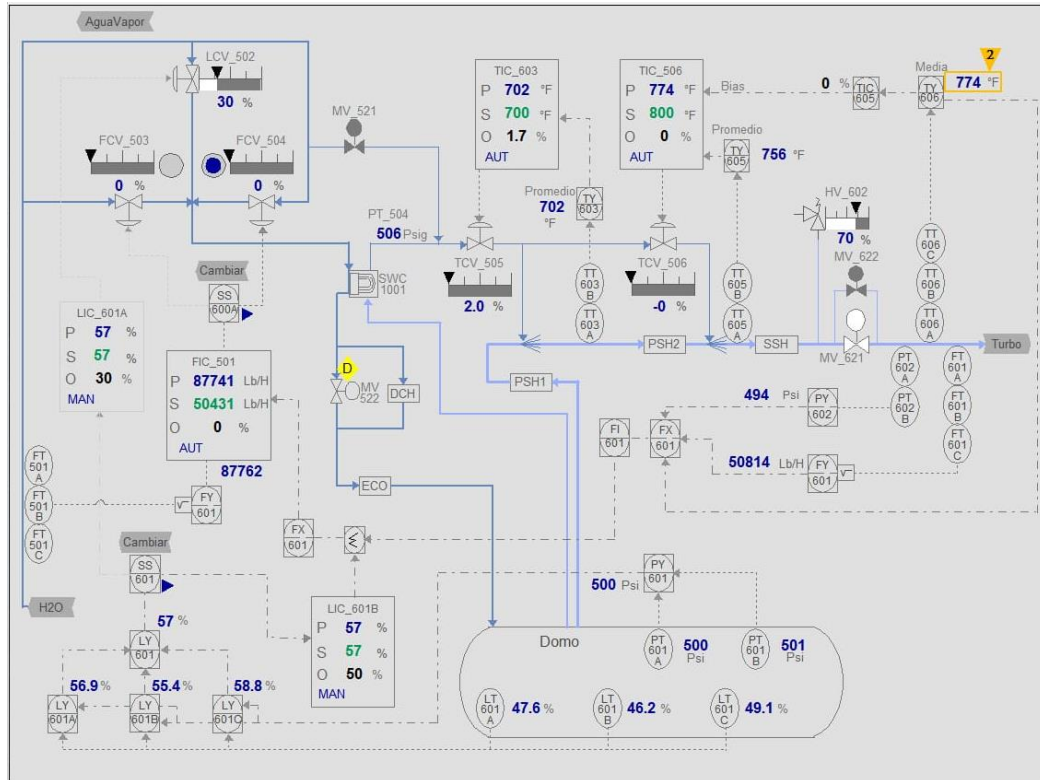 AguaVapor
LCV_502
30 %
FCV_503
0 %
FCV_504
0 %
MV_521
TIC_603
P 702 °F
S 700 °F
O 1.7 %
AUT
TIC_506
P 774 °F
S 800 °F
O 0 %
AUT
Bias
0 %
TIC 605
Media
TY 606
774 °F
2
Promedio
TY 605
756 °F
Promedio
702 °F
TY 603
HV_602
70 %
MV_622
PT_504
506 Psig
SWC 1001
TCV_505
2.0 %
TCV_506
-0 %
TT 603 B
TT 603 A
TT 605 B
TT 605 A
TT 606 C
TT 606 B
TT 606 A
Cambiar
SS 600A
LIC_601A
P 57 %
S 57 %
O 30 %
MAN
FIC_501
P 87741 Lb/H
S 50431 Lb/H
O 0 %
AUT
87762
D
MV 522
DCH
PSH1
PSH2
SSH
MV_621
Turbo
PT 602 A
PT 602 B
FT 601 A
FT 601 B
FT 601 C
494 Psi
PY 602
FI 601
FX 601
50814 Lb/H
FY 601
√
FT 501 A
FT 501 B
FT 501 C
√
FY 601
ECO
FX 601
Cambiar
SS 601
H2O
57 %
LY 601
LIC_601B
P 57 %
S 57 %
O 50 %
MAN
500 Psi
PY 601
Domo
PT 601 A
500 Psi
PT 601 B
501 Psi
56.9 %
55.4 %
58.8 %
LY 601A
LY 601B
LY 601C
LT 601 A
47.6 %
LT 601 B
46.2 %
LT 601 C
49.1 %